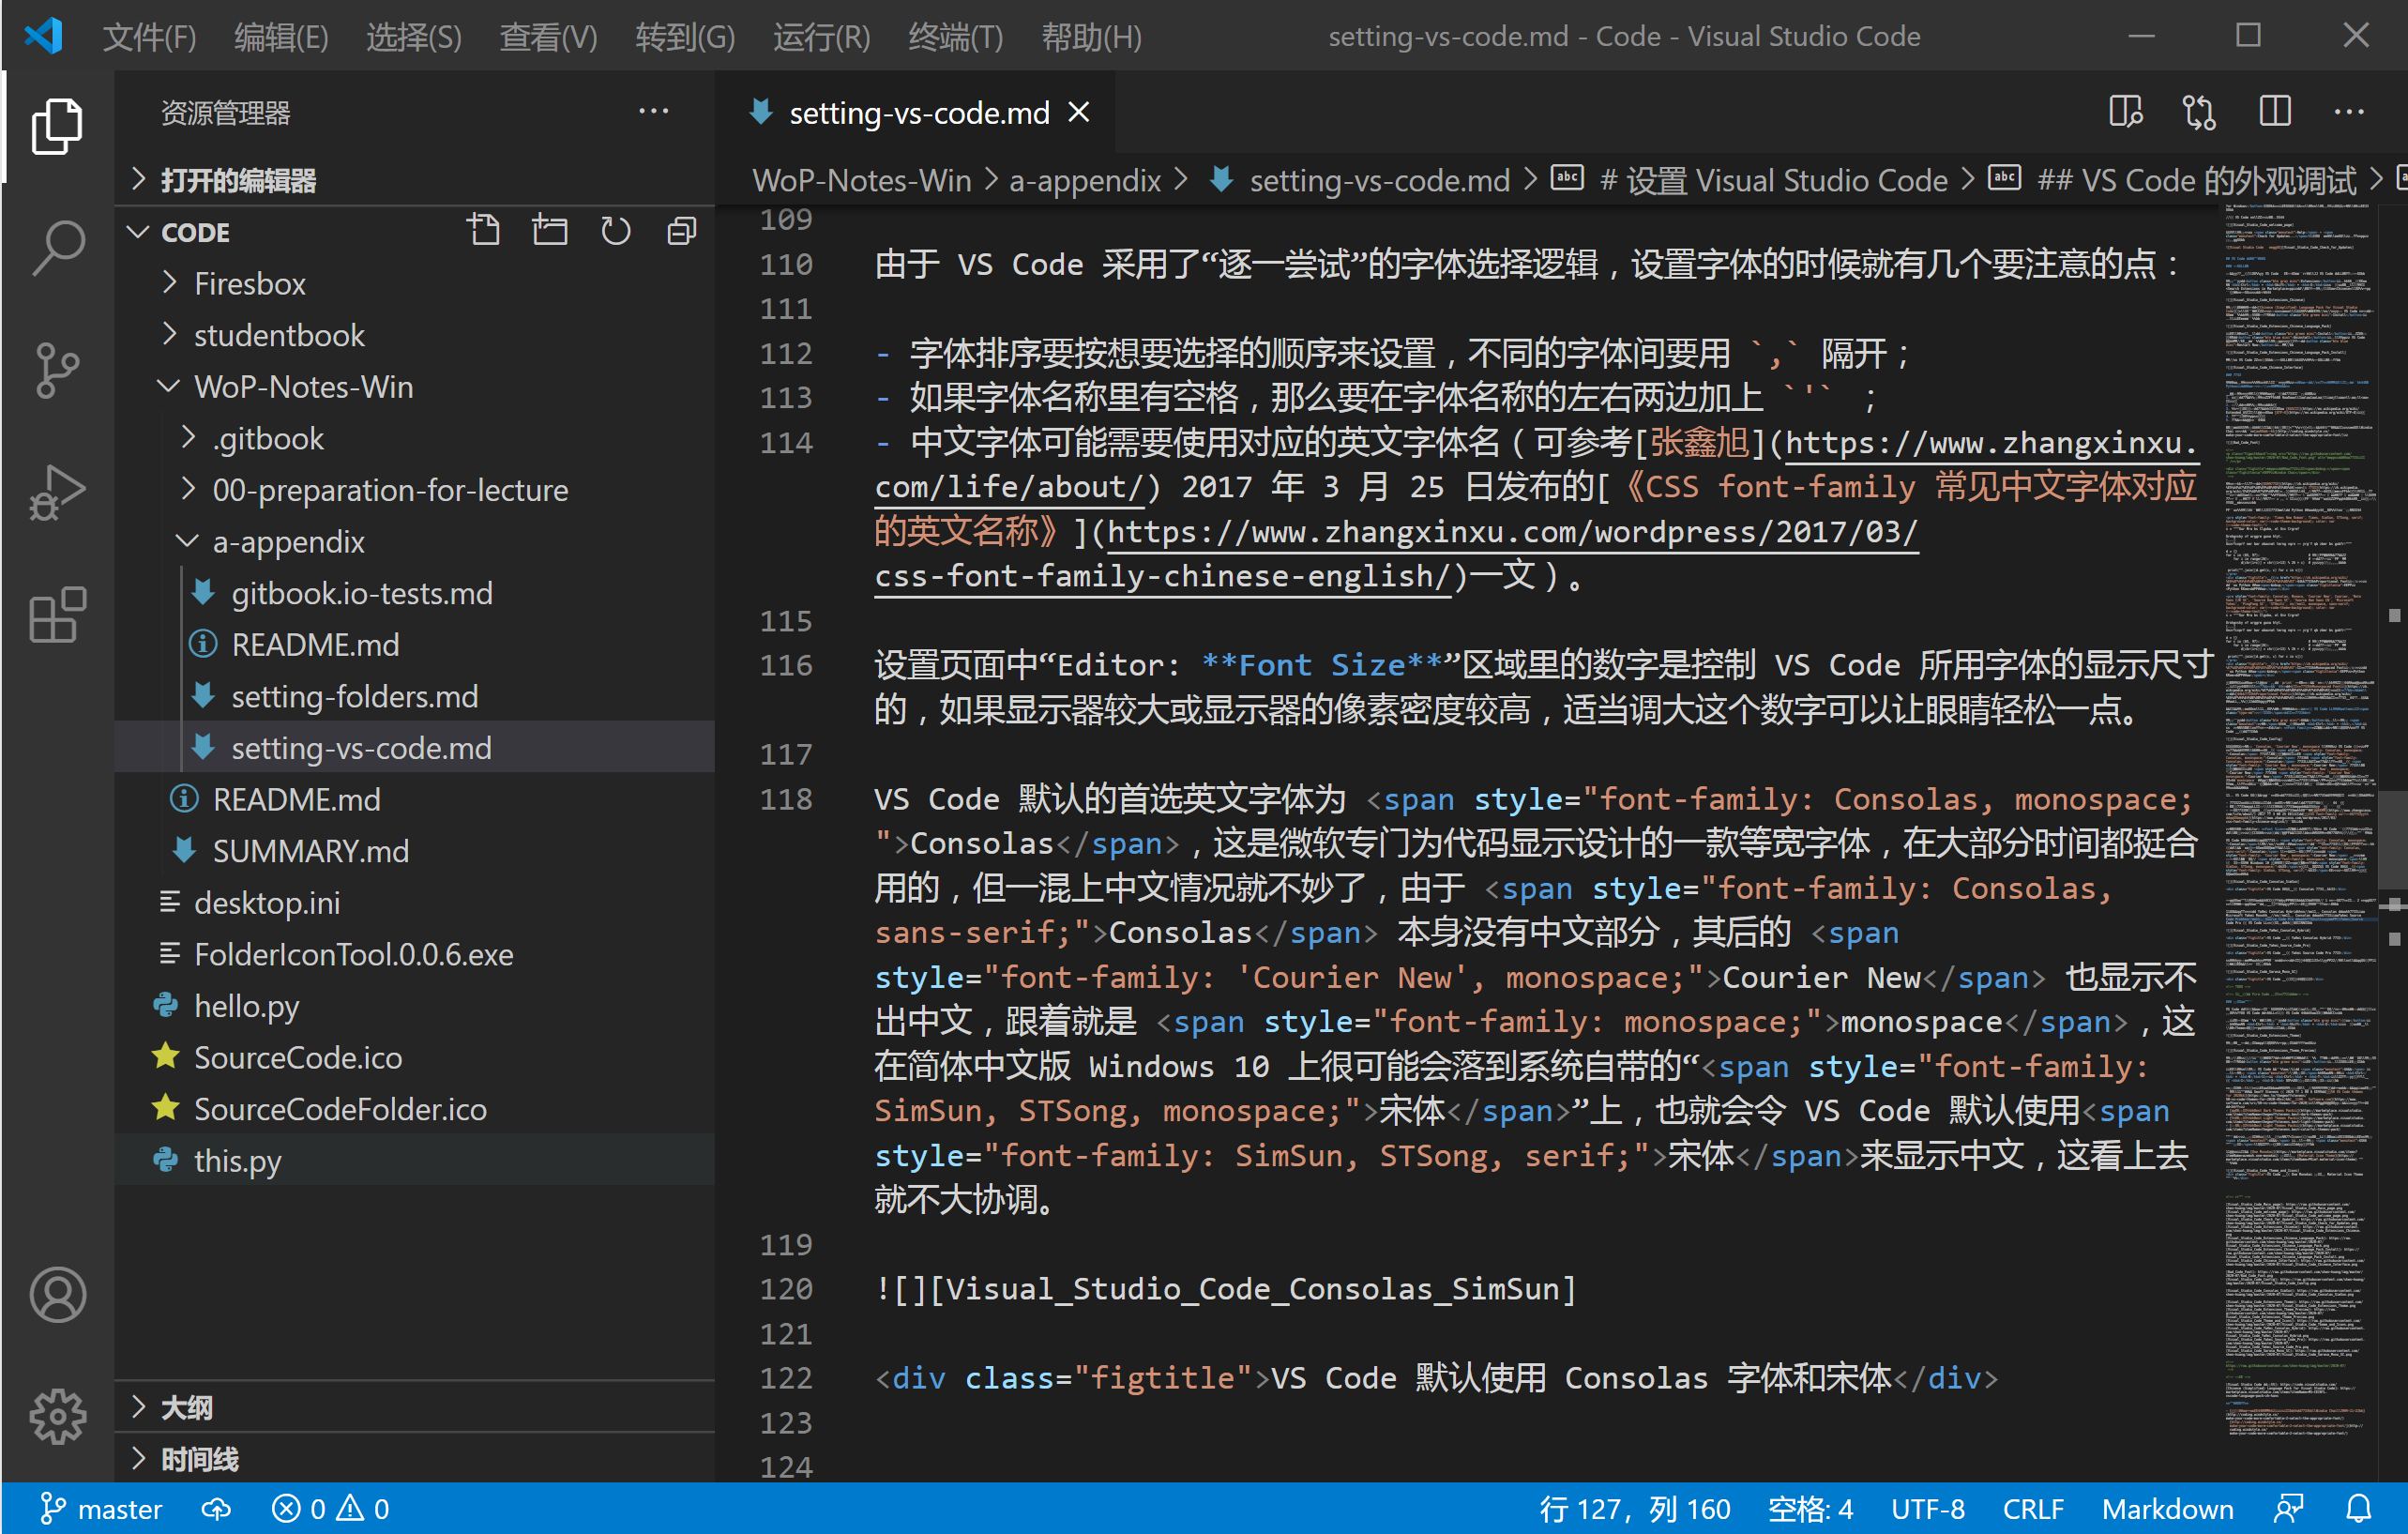 文件(F) 编辑(E) 选择(S) 查看(V) 转到(G) 运行(R) 终端(T) 帮助(H) setting-vs-code.md - Code - Visual Studio Code
资源管理器
打开的编辑器
CODE
Firesbox
studentbook
WoP-Notes-Win
.gitbook
00-preparation-for-lecture
a-appendix
gitbook.io-tests.md
README.md
setting-folders.md
setting-vs-code.md
README.md
SUMMARY.md
desktop.ini
FolderIconTool.0.0.6.exe
hello.py
SourceCode.ico
SourceCodeFolder.ico
this.py
大纲
时间线
setting-vs-code.md
WoP-Notes-Win > a-appendix > setting-vs-code.md > # 设置 Visual Studio Code > ## VS Code 的外观调试 >
109
110 由于 VS Code 采用了“逐一尝试”的字体选择逻辑，设置字体的时候就有几个要注意的点：
111
112 - 字体排序要按想要选择的顺序来设置，不同的字体间要用 `,` 隔开；
113 - 如果字体名称里有空格，那么要在字体名称的左右两边加上 `'` ；
114 - 中文字体可能需要使用对应的英文字体名（可参考[张鑫旭](https://www.zhangxinxu.
com/life/about/) 2017 年 3 月 25 日发布的[《CSS font-family 常见中文字体对应
的英文名称》](https://www.zhangxinxu.com/wordpress/2017/03/
css-font-family-chinese-english/)一文）。
115
116 设置页面中“Editor: **Font Size**”区域里的数字是控制 VS Code 所用字体的显示尺寸
的，如果显示器较大或显示器的像素密度较高，适当调大这个数字可以让眼睛轻松一点。
117
118 VS Code 默认的首选英文字体为 <span style="font-family: Consolas, monospace;
">Consolas</span>，这是微软专门为代码显示设计的一款等宽字体，在大部分时间都挺合
用的，但一混上中文情况就不妙了，由于 <span style="font-family: Consolas,
sans-serif;">Consolas</span> 本身没有中文部分，其后的 <span
style="font-family: 'Courier New', monospace;">Courier New</span> 也显示不
出中文，跟着就是 <span style="font-family: monospace;">monospace</span>，这
在简体中文版 Windows 10 上很可能会落到系统自带的“<span style="font-family:
SimSun, STSong, monospace;">宋体</span>”上，也就会令 VS Code 默认使用<span
style="font-family: SimSun, STSong, serif;">宋体</span>来显示中文，这看上去
就不大协调。
119
120 ![][Visual_Studio_Code_Consolas_SimSun]
121
122 <div class="figtitle">VS Code 默认使用 Consolas 字体和宋体</div>
123
124
master 0 0 行 127，列 160 空格: 4 UTF-8 CRLF Markdown